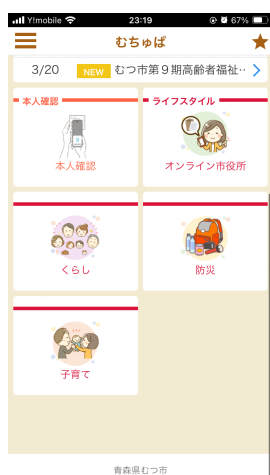 Y!mobile 23:19 67%
むちゅぱ
3/20 NEW むつ市第9期高齢者福祉‥
本人確認 ライフスタイル
本人確認 オンライン市役所
くらし 防災
子育て
青森県むつ市